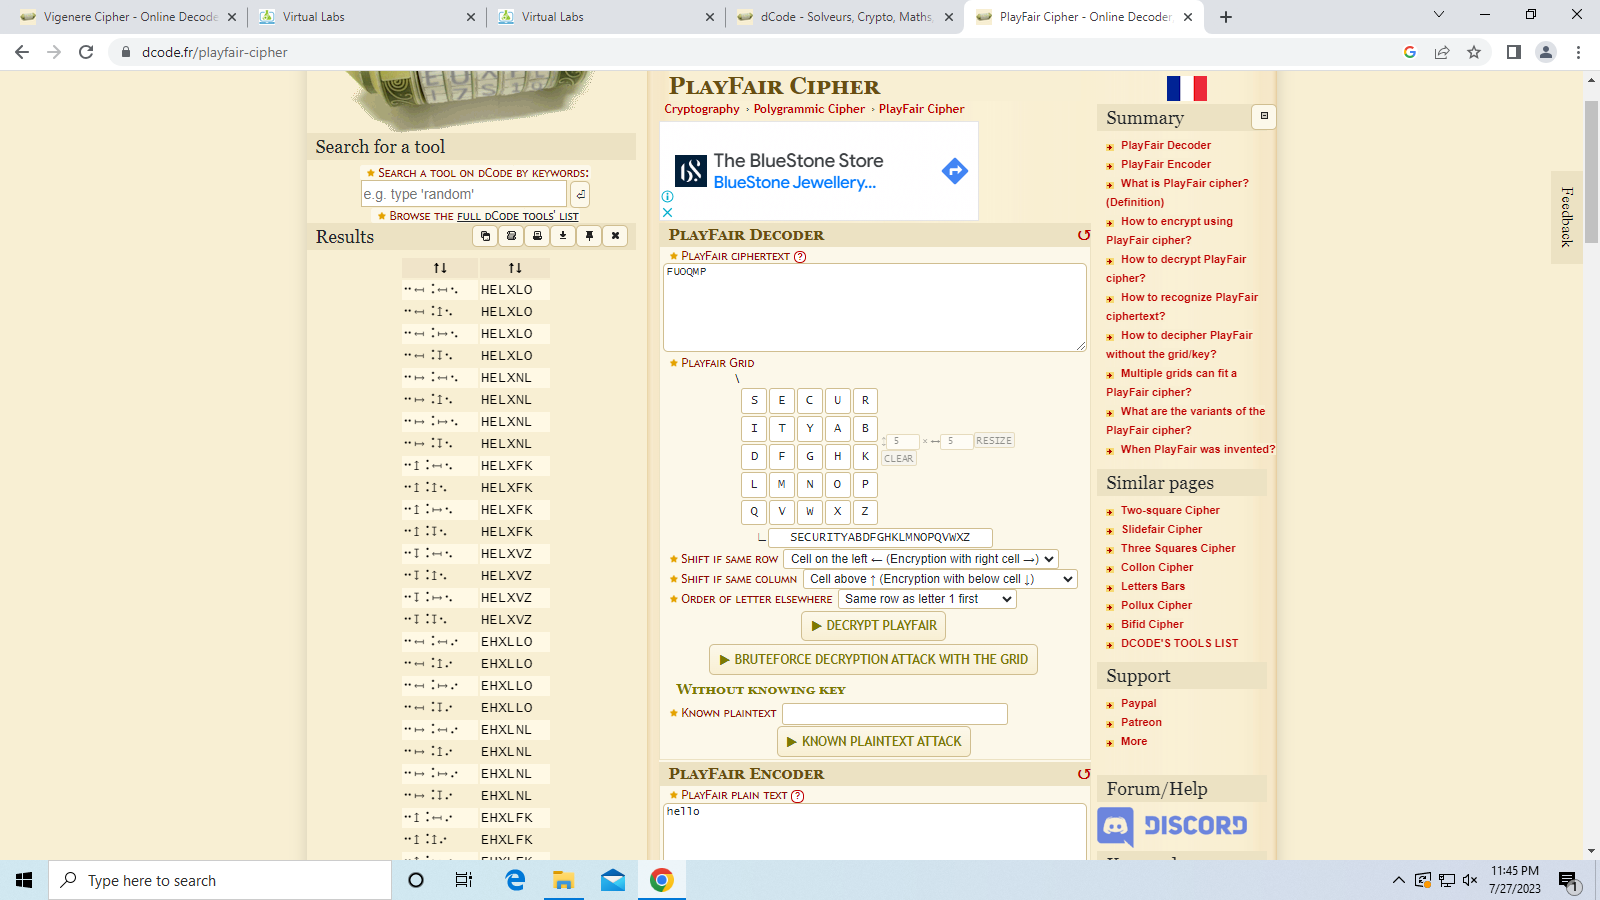 Vigenere Cipher - Online Decode
Virtual Labs
Virtual Labs
dCode - Solveurs, Crypto, Maths,
PlayFair Cipher - Online Decoder,
dcode.fr/playfair-cipher
PLAYFAIR CIPHER
Cryptography › Polygrammic Cipher › PlayFair Cipher
The BlueStone Store
BlueStone Jewellery...
Search for a tool
SEARCH A TOOL ON DCODE BY KEYWORDS:
e.g. type 'random'
BROWSE THE FULL DCODE TOOLS' LIST
Results
↑↓ ↑↓
HELXLO
HELXLO
HELXLO
HELXLO
HELXNL
HELXNL
HELXNL
HELXNL
HELXFK
HELXFK
HELXFK
HELXFK
HELXVZ
HELXVZ
HELXVZ
HELXVZ
EHXLLO
EHXLLO
EHXLLO
EHXLLO
EHXLNL
EHXLNL
EHXLNL
EHXLNL
EHXLFK
EHXLFK
PLAYFAIR DECODER
PLAYFAIR CIPHERTEXT ?
FUOQMP
PLAYFAIR GRID
\
S E C U R
I T Y A B
D F G H K
L M N O P
Q V W X Z
5 × 5 RESIZE
CLEAR
SECURITYABDFGHKLMNOPQVWXZ
SHIFT IF SAME ROW Cell on the left ← (Encryption with right cell →)
SHIFT IF SAME COLUMN Cell above ↑ (Encryption with below cell ↓)
ORDER OF LETTER ELSEWHERE Same row as letter 1 first
▶ DECRYPT PLAYFAIR
▶ BRUTEFORCE DECRYPTION ATTACK WITH THE GRID
WITHOUT KNOWING KEY
KNOWN PLAINTEXT
▶ KNOWN PLAINTEXT ATTACK
PLAYFAIR ENCODER
PLAYFAIR PLAIN TEXT ?
hello
Summary
PlayFair Decoder
PlayFair Encoder
What is PlayFair cipher?
(Definition)
How to encrypt using
PlayFair cipher?
How to decrypt PlayFair
cipher?
How to recognize PlayFair
ciphertext?
How to decipher PlayFair
without the grid/key?
Multiple grids can fit a
PlayFair cipher?
What are the variants of the
PlayFair cipher?
When PlayFair was invented?
Similar pages
Two-square Cipher
Slidefair Cipher
Three Squares Cipher
Collon Cipher
Letters Bars
Pollux Cipher
Bifid Cipher
DCODE'S TOOLS LIST
Support
Paypal
Patreon
More
Forum/Help
DISCORD
Feedback
Type here to search
11:45 PM
7/27/2023
1